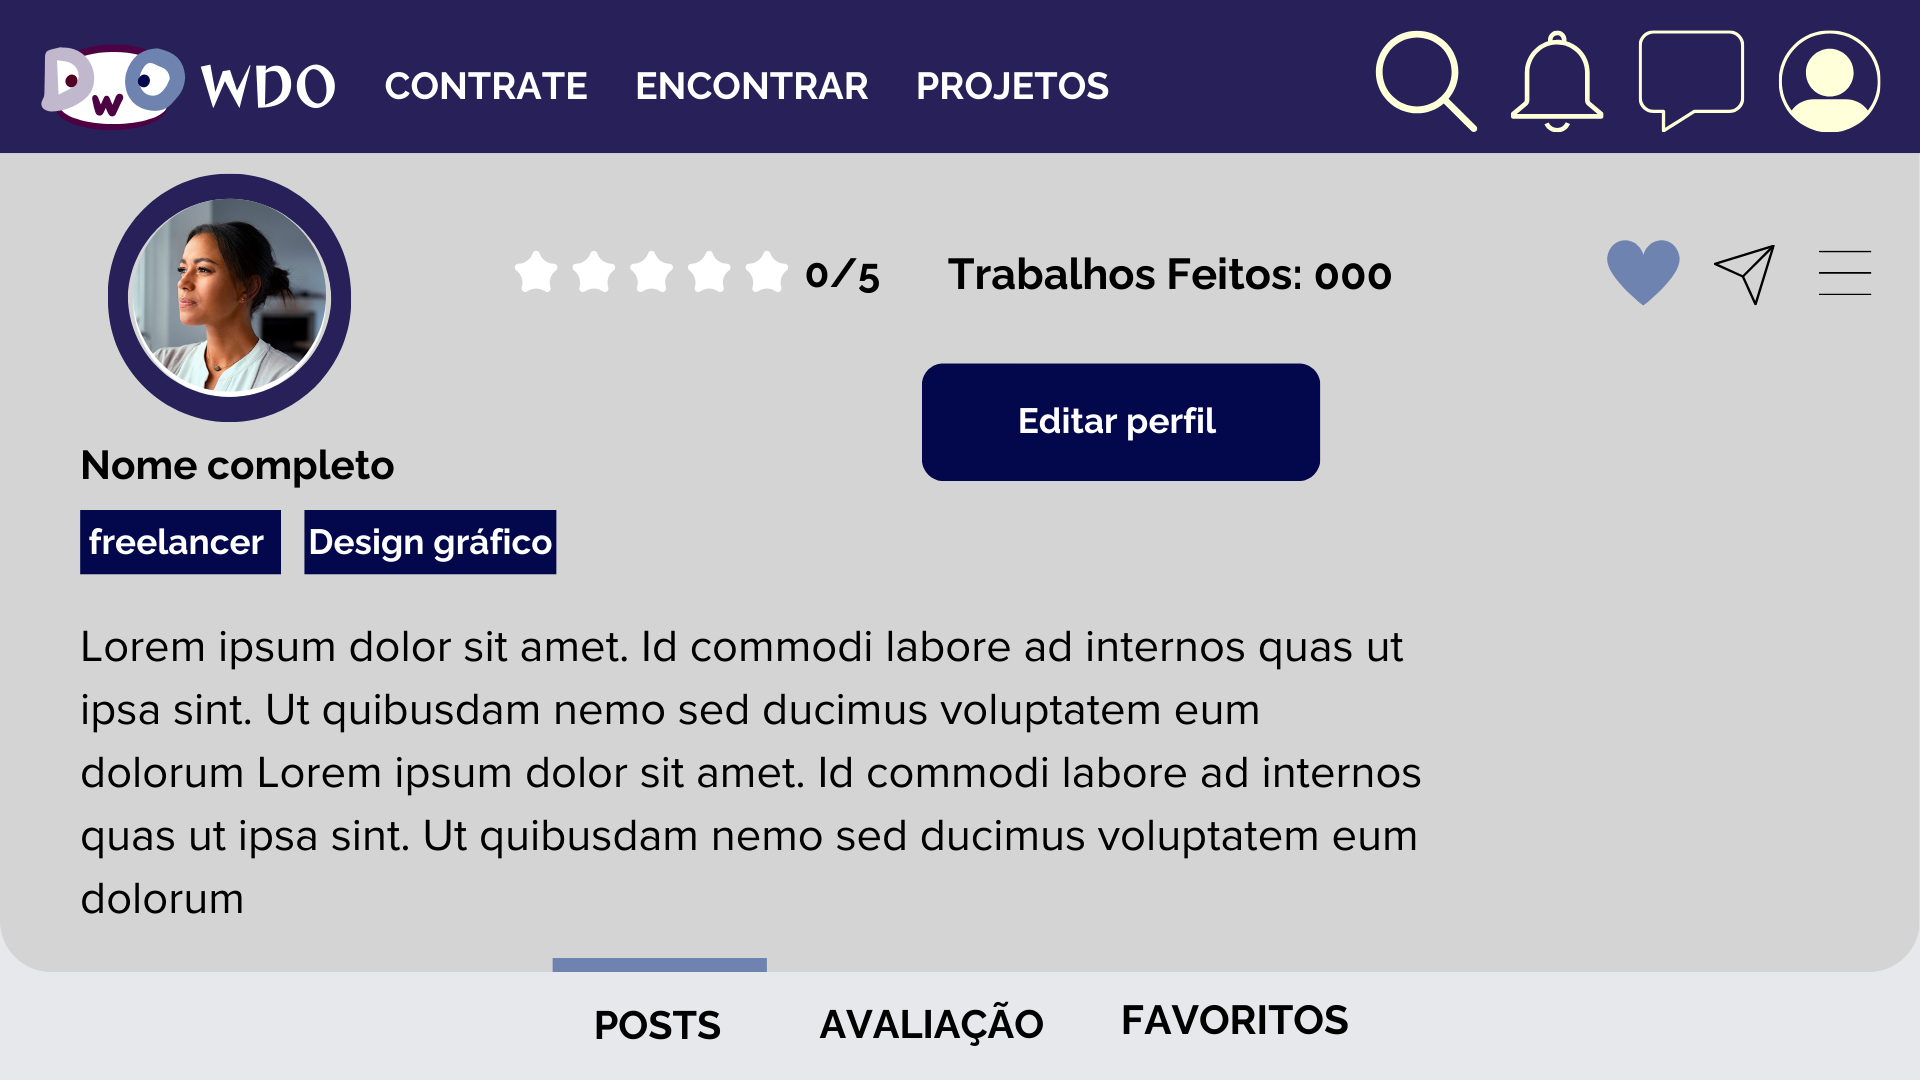 DwO WDO CONTRATE ENCONTRAR PROJETOS
0/5 Trabalhos Feitos: 000
Editar perfil
Nome completo
freelancer Design gráfico
Lorem ipsum dolor sit amet. Id commodi labore ad internos quas ut
ipsa sint. Ut quibusdam nemo sed ducimus voluptatem eum
dolorum Lorem ipsum dolor sit amet. Id commodi labore ad internos
quas ut ipsa sint. Ut quibusdam nemo sed ducimus voluptatem eum
dolorum
POSTS AVALIAÇÃO FAVORITOS